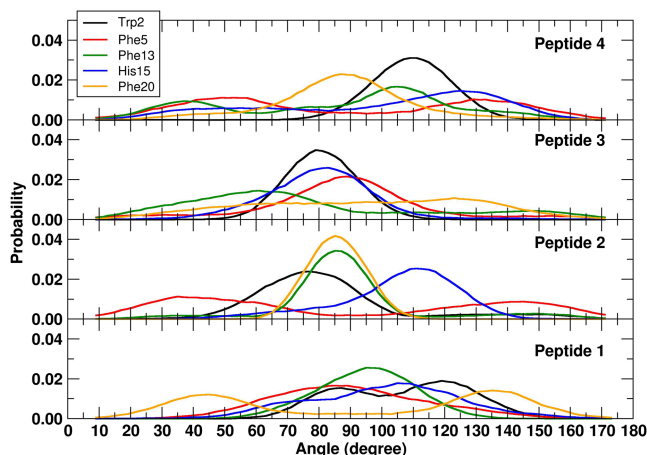 Trp2
Phe5
Phe13
His15
Phe20
Peptide 4
0.04
0.02
0.00
Peptide 3
0.04
0.02
0.00
Peptide 2
0.04
0.02
0.00
Peptide 1
0.04
0.02
0.00
Probability
0 10 20 30 40 50 60 70 80 90 100 110 120 130 140 150 160 170 180
Angle (degree)